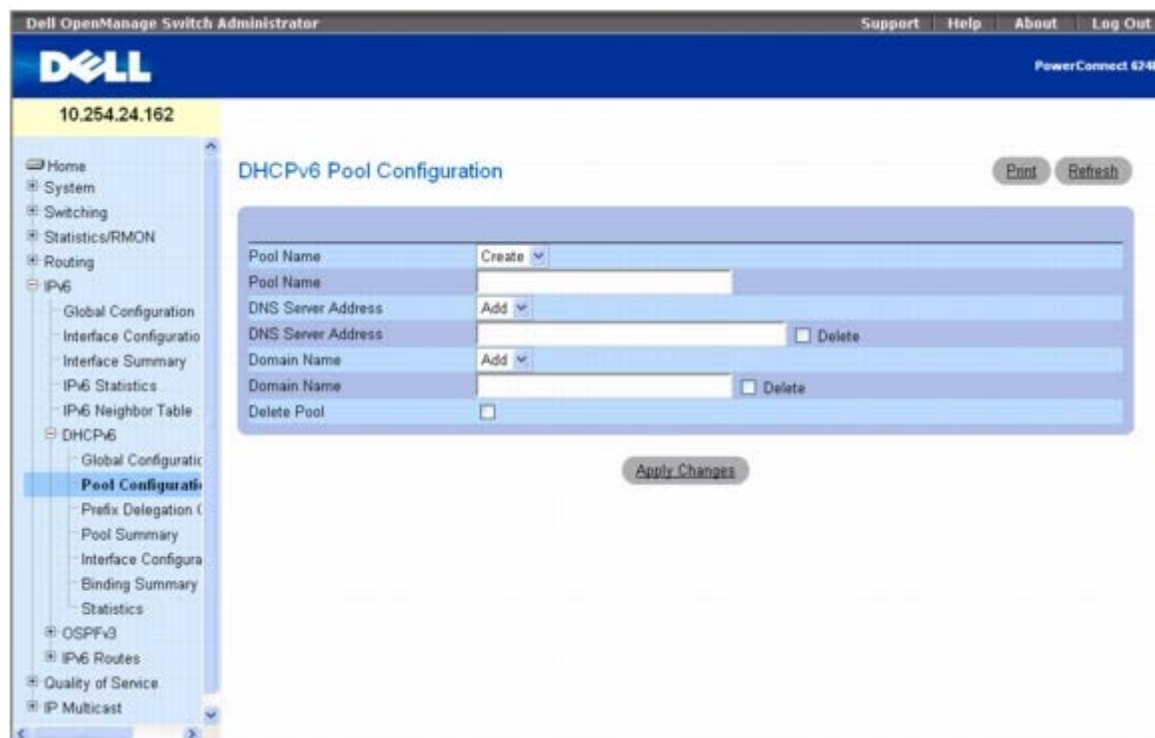 Dell OpenManage Switch Administrator Support Help About Log Out
DELL
PowerConnect 6248
10.254.24.162
Home
System
Switching
Statistics/RMON
Routing
IPv6
Global Configuration
Interface Configuratio
Interface Summary
IPv6 Statistics
IPv6 Neighbor Table
DHCPv6
Global Configuratic
Pool Configurati
Prefix Delegation C
Pool Summary
Interface Configura
Binding Summary
Statistics
OSPFv3
IPv6 Routes
Quality of Service
IP Multicast
DHCPv6 Pool Configuration
Print Refresh
Pool Name Create
Pool Name
DNS Server Address Add
DNS Server Address Delete
Domain Name Add
Domain Name Delete
Delete Pool
Apply Changes